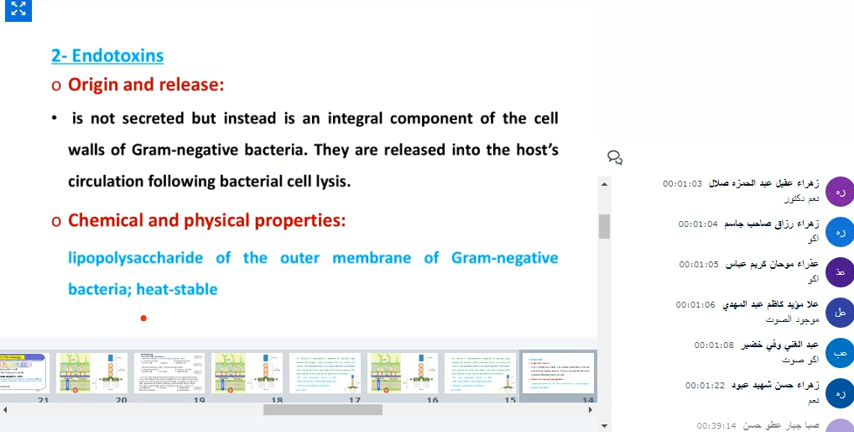 2- Endotoxins
o Origin and release:
• is not secreted but instead is an integral component of the cell
walls of Gram-negative bacteria. They are released into the host's
circulation following bacterial cell lysis.
o Chemical and physical properties:
lipopolysaccharide of the outer membrane of Gram-negative
bacteria; heat-stable
21 20 19 18 17 16 15 14
زهراء عقيل عبد الحمزه صلال 00:01:03
نعم دكتور
زهراء رزاق صاحب جاسم 00:01:04
اكو
عذراء موحان كريم عباس 00:01:05
اكو
علا مؤيد كاظم عبد المهدي 00:01:06
موجود الصوت
عبد الغني وفي خضير 00:01:08
اكو صوت
زهراء حسن شهيد عبود 00:01:22
نعم
صبا جبار عطو حسن 00:39:14
زه
زه
عذ
عل
عب
زه